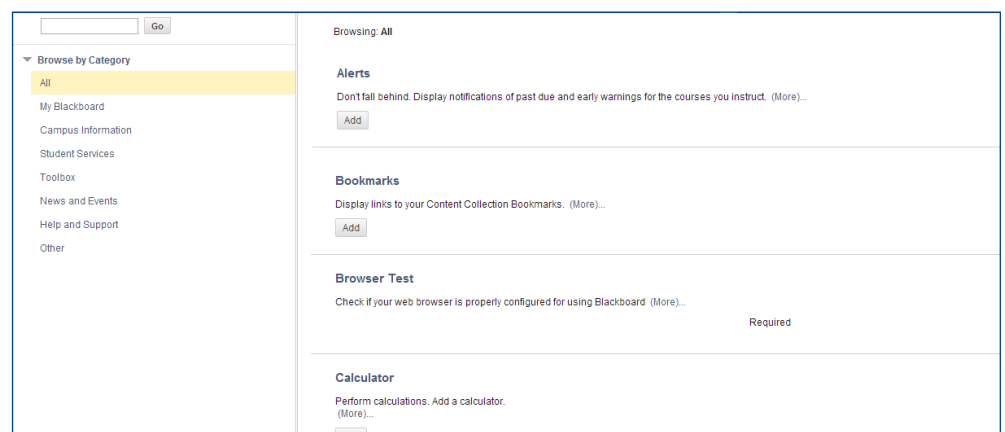 Go
Browse by Category
All
My Blackboard
Campus Information
Student Services
Toolbox
News and Events
Help and Support
Other
Browsing: All
Alerts
Don't fall behind. Display notifications of past due and early warnings for the courses you instruct. (More)...
Add
Bookmarks
Display links to your Content Collection Bookmarks. (More)...
Add
Browser Test
Check if your web browser is properly configured for using Blackboard (More)...
Required
Calculator
Perform calculations. Add a calculator.
(More)...